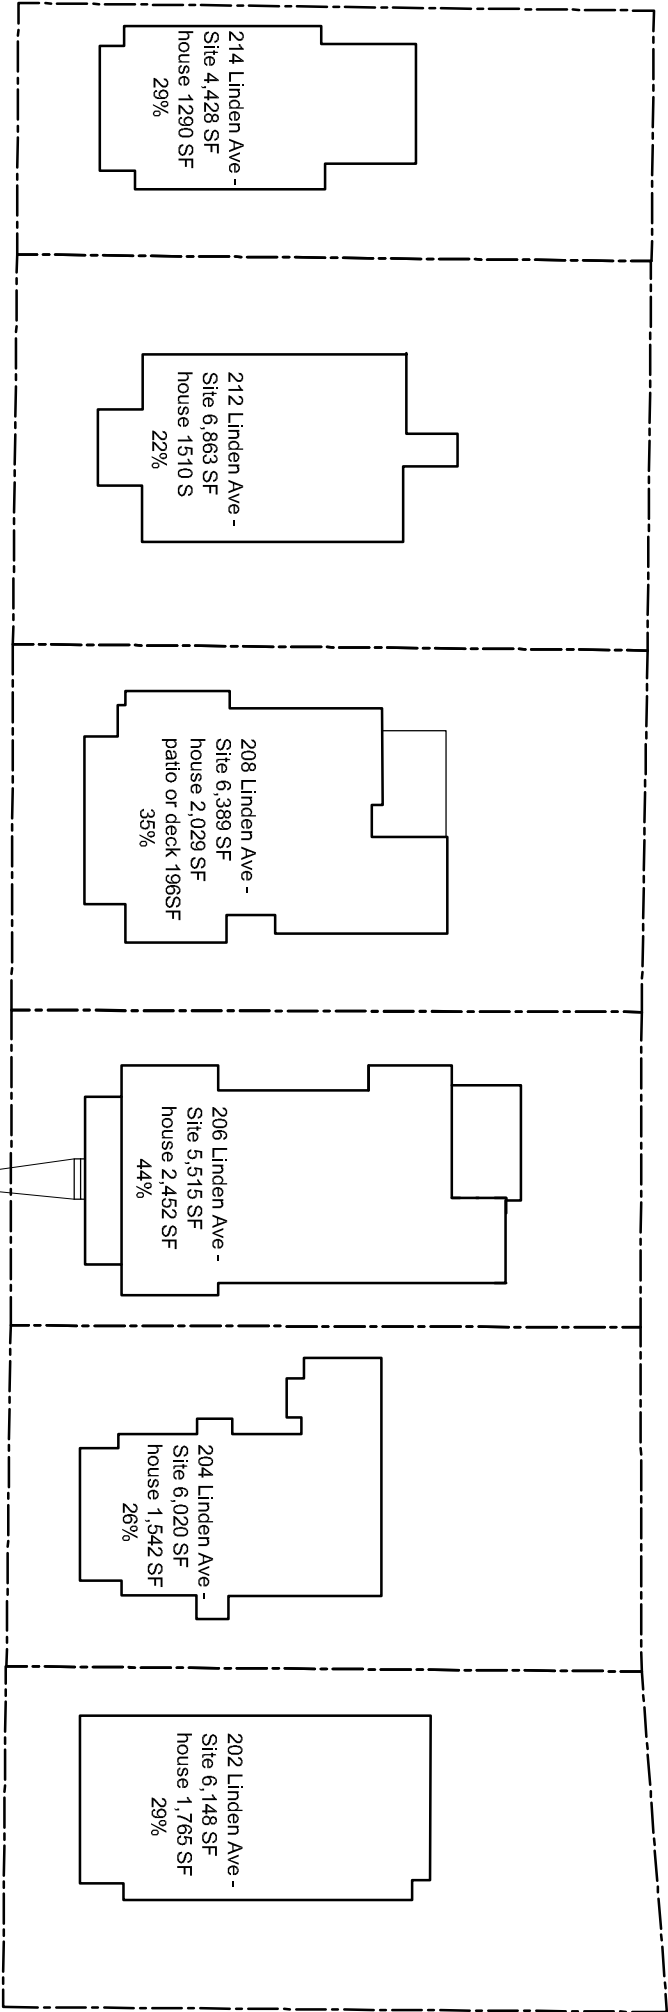 214 Linden Ave -
Site 4,428 SF
house 1290 SF
29%
212 Linden Ave -
Site 6,863 SF
house 1510 S
22%
208 Linden Ave -
Site 6,389 SF
house 2,029 SF
patio or deck 196SF
35%
206 Linden Ave -
Site 5,515 SF
house 2,452 SF
44%
204 Linden Ave -
Site 6,020 SF
house 1,542 SF
26%
202 Linden Ave -
Site 6,148 SF
house 1,765 SF
29%